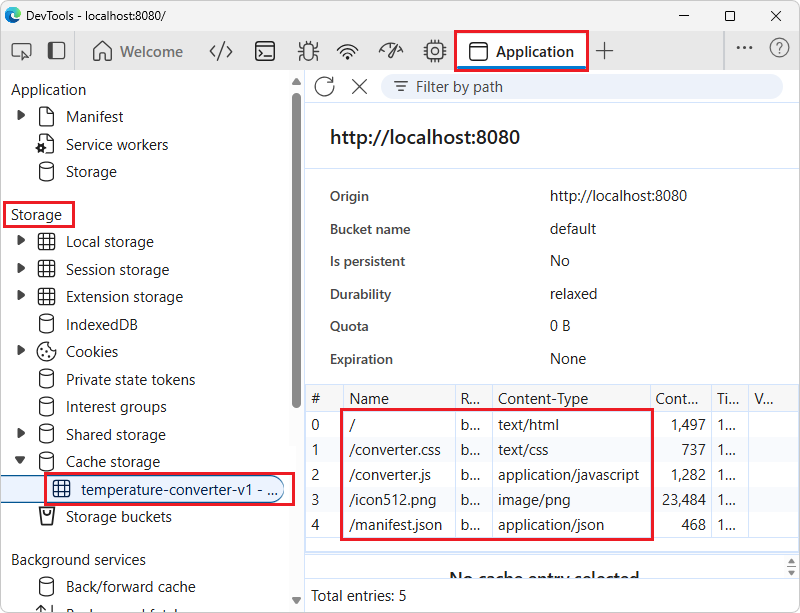 DevTools - localhost:8080/
Welcome
Application
Application
Manifest
Service workers
Storage
Storage
Local storage
Session storage
Extension storage
IndexedDB
Cookies
Private state tokens
Interest groups
Shared storage
Cache storage
temperature-converter-v1 - ...
Storage buckets
Background services
Back/forward cache
Filter by path
http://localhost:8080
Origin http://localhost:8080
Bucket name default
Is persistent No
Durability relaxed
Quota 0 B
Expiration None
# Name R... Content-Type Cont... Ti... V...
0 / b... text/html 1,497 1...
1 /converter.css b... text/css 737 1...
2 /converter.js b... application/javascript 1,282 1...
3 /icon512.png b... image/png 23,484 1...
4 /manifest.json b... application/json 468 1...
No cache entry selected
Total entries: 5